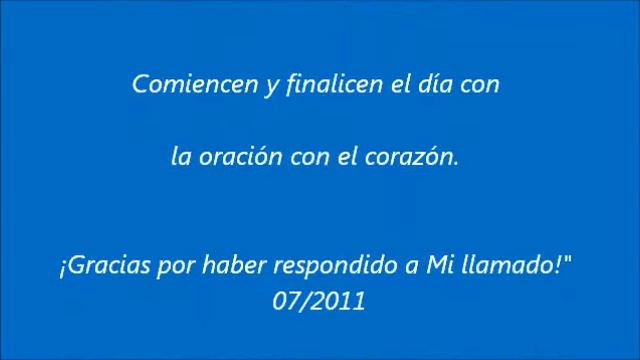 Comiencen y finalicen el día con
la oración con el corazón.
¡Gracias por haber respondido a Mi llamado!"
07/2011